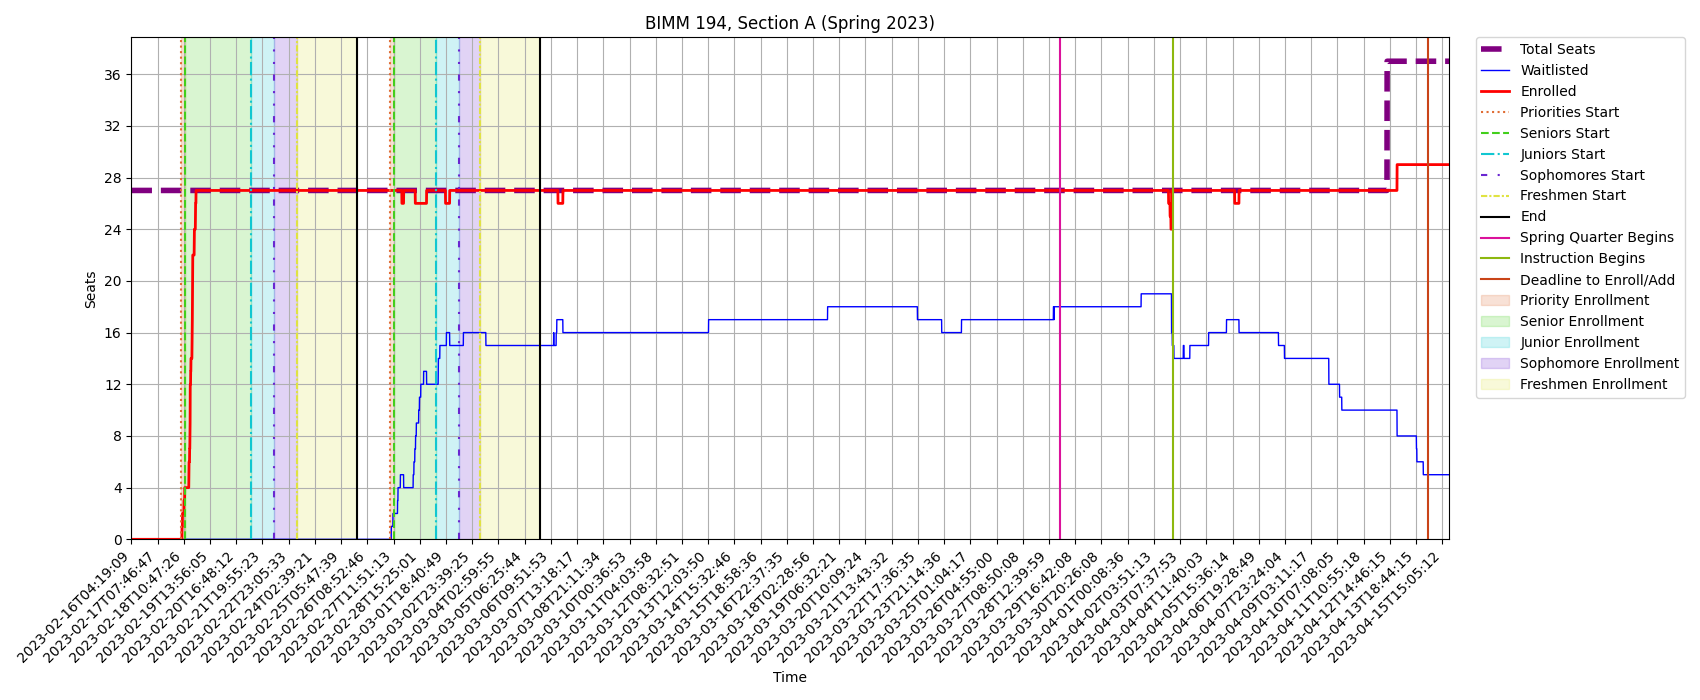 BIMM 194, Section A (Spring 2023)
Seats
36
32
28
24
20
16
12
8
4
0
2023-02-16T04:19:09
2023-02-17T07:46:47
2023-02-18T10:47:26
2023-02-19T13:56:05
2023-02-20T16:48:12
2023-02-21T19:55:23
2023-02-22T23:05:33
2023-02-24T02:39:21
2023-02-25T05:47:39
2023-02-26T08:52:46
2023-02-27T11:51:13
2023-02-28T15:25:01
2023-03-01T18:40:49
2023-03-02T23:39:25
2023-03-04T02:59:55
2023-03-05T06:25:44
2023-03-06T09:51:53
2023-03-07T13:18:17
2023-03-08T21:11:34
2023-03-10T00:36:53
2023-03-11T04:03:58
2023-03-12T08:32:51
2023-03-13T12:03:50
2023-03-14T15:32:46
2023-03-15T18:58:36
2023-03-16T22:37:35
2023-03-18T02:28:56
2023-03-19T06:32:21
2023-03-20T10:09:24
2023-03-21T13:43:32
2023-03-22T17:36:35
2023-03-23T21:14:36
2023-03-25T01:04:17
2023-03-26T04:55:00
2023-03-27T08:50:08
2023-03-28T12:39:59
2023-03-29T16:42:08
2023-03-30T20:26:08
2023-04-01T00:08:36
2023-04-02T03:51:13
2023-04-03T07:37:53
2023-04-04T11:40:03
2023-04-05T15:36:14
2023-04-06T19:28:49
2023-04-07T23:24:04
2023-04-09T03:11:17
2023-04-10T07:08:05
2023-04-11T10:55:18
2023-04-12T14:46:15
2023-04-13T18:44:15
2023-04-15T15:05:12
Time
Total Seats
Waitlisted
Enrolled
Priorities Start
Seniors Start
Juniors Start
Sophomores Start
Freshmen Start
End
Spring Quarter Begins
Instruction Begins
Deadline to Enroll/Add
Priority Enrollment
Senior Enrollment
Junior Enrollment
Sophomore Enrollment
Freshmen Enrollment